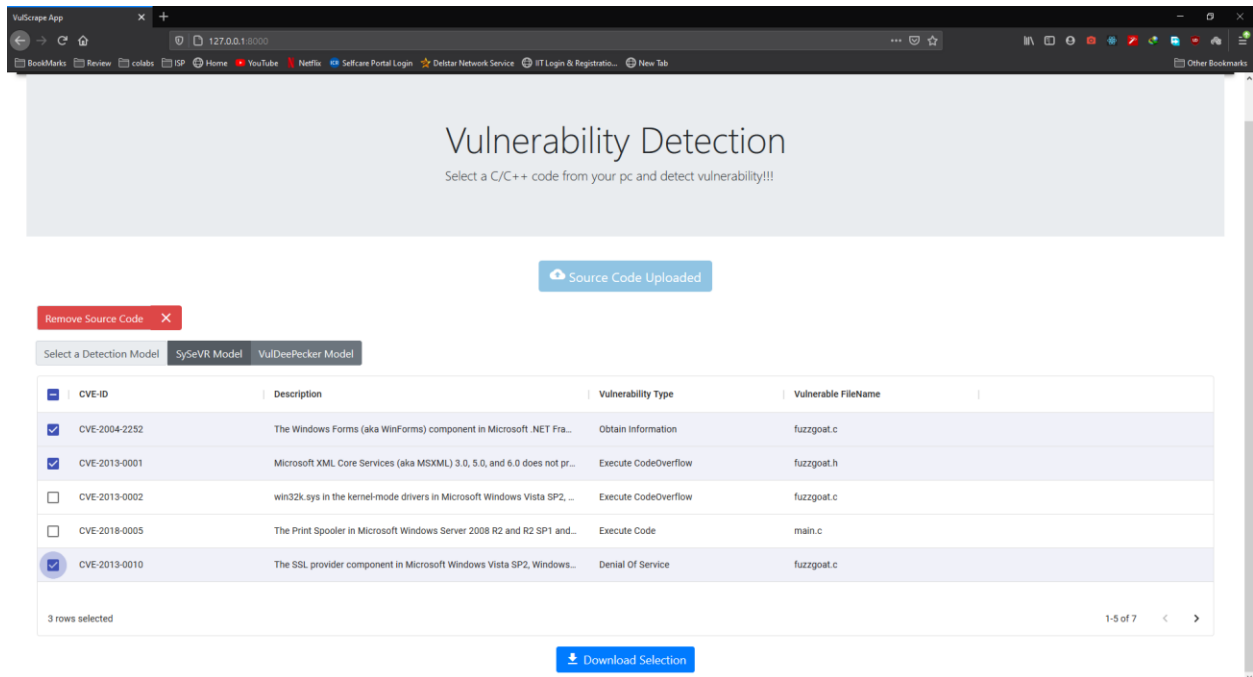 VulScrape App
127.0.0.1:8000
BookMarks Review colabs ISP Home YouTube Netflix Selfcare Portal Login Delstar Network Service IIT Login & Registratio... New Tab Other Bookmarks
Vulnerability Detection
Select a C/C++ code from your pc and detect vulnerability!!!
Source Code Uploaded
Remove Source Code
Select a Detection Model SySeVR Model VulDeePecker Model
CVE-ID Description Vulnerability Type Vulnerable FileName
CVE-2004-2252 The Windows Forms (aka WinForms) component in Microsoft .NET Fra... Obtain Information fuzzgoat.c
CVE-2013-0001 Microsoft XML Core Services (aka MSXML) 3.0, 5.0, and 6.0 does not pr... Execute CodeOverflow fuzzgoat.h
CVE-2013-0002 win32k.sys in the kernel-mode drivers in Microsoft Windows Vista SP2, ... Execute CodeOverflow fuzzgoat.c
CVE-2018-0005 The Print Spooler in Microsoft Windows Server 2008 R2 and R2 SP1 and... Execute Code main.c
CVE-2013-0010 The SSL provider component in Microsoft Windows Vista SP2, Windows... Denial Of Service fuzzgoat.c
3 rows selected 1-5 of 7
Download Selection